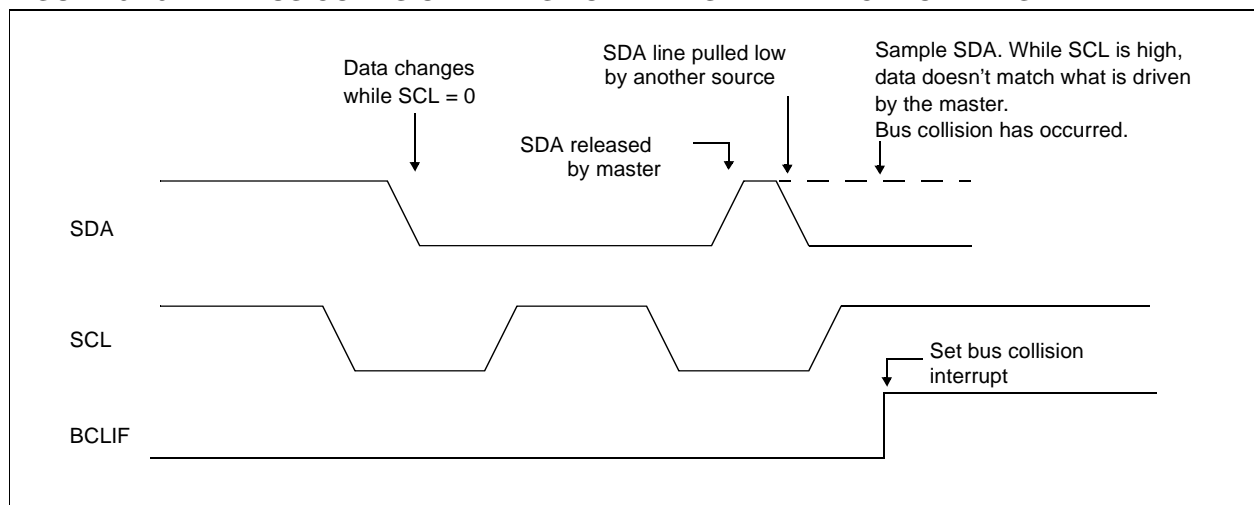 Data changes
while SCL = 0
SDA line pulled low
by another source
Sample SDA. While SCL is high,
data doesn't match what is driven
by the master.
Bus collision has occurred.
SDA released
by master
SDA
SCL
Set bus collision
interrupt
BCLIF